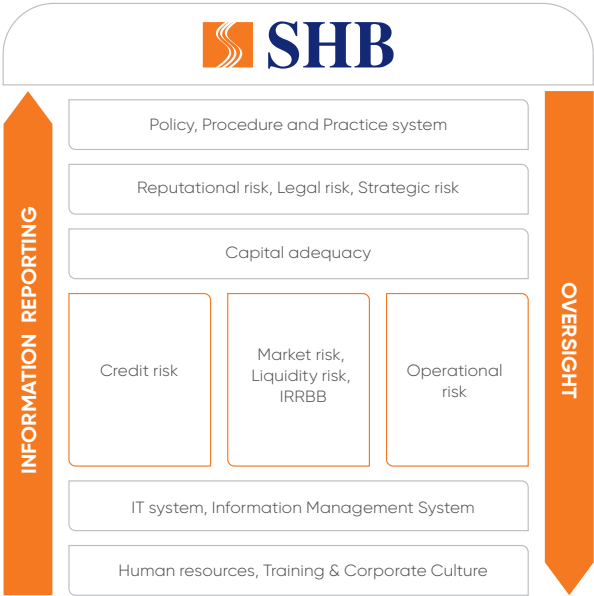 SHB
INFORMATION REPORTING
OVERSIGHT
Policy, Procedure and Practice system
Reputational risk, Legal risk, Strategic risk
Capital adequacy
Credit risk
Market risk,
Liquidity risk,
IRRBB
Operational
risk
IT system, Information Management System
Human resources, Training & Corporate Culture